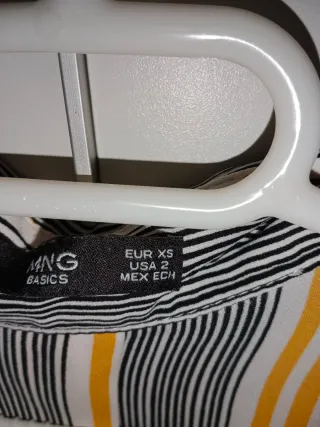 MNG
BASICS
EUR XS
USA 2
MEX ECH